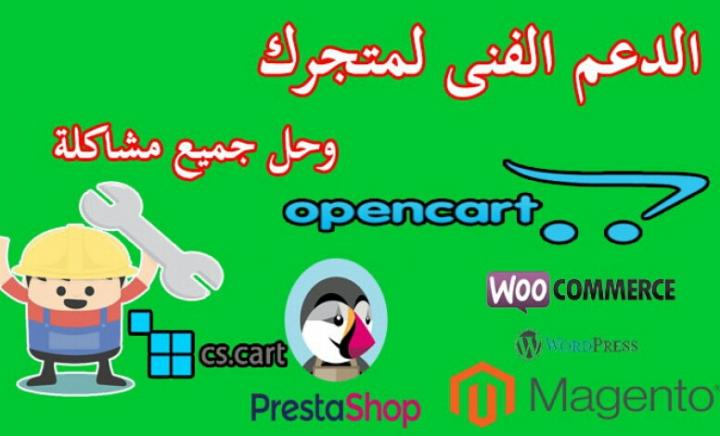 الدعم الفنى لمتجرك
وحل جميع مشاكلة
opencart
WOO COMMERCE
WORDPRESS
cs.cart
PrestaShop
Magento